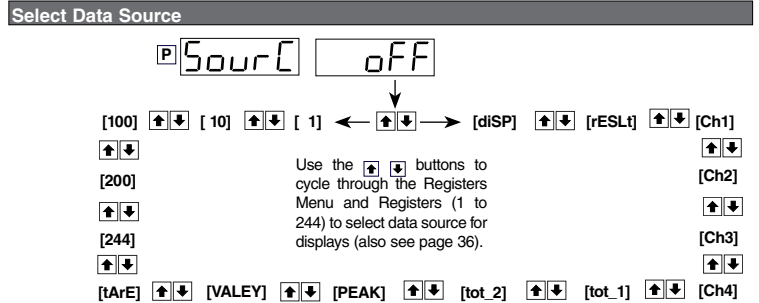 Select Data Source
P SourC oFF
[100] [ 10] [ 1] [diSP] [rESLt] [Ch1]
Use the buttons to
cycle through the Registers
Menu and Registers (1 to
244) to select data source for
displays (also see page 36).
[200] [Ch2]
[244] [Ch3]
[tArE] [VALEY] [PEAK] [tot_2] [tot_1] [Ch4]